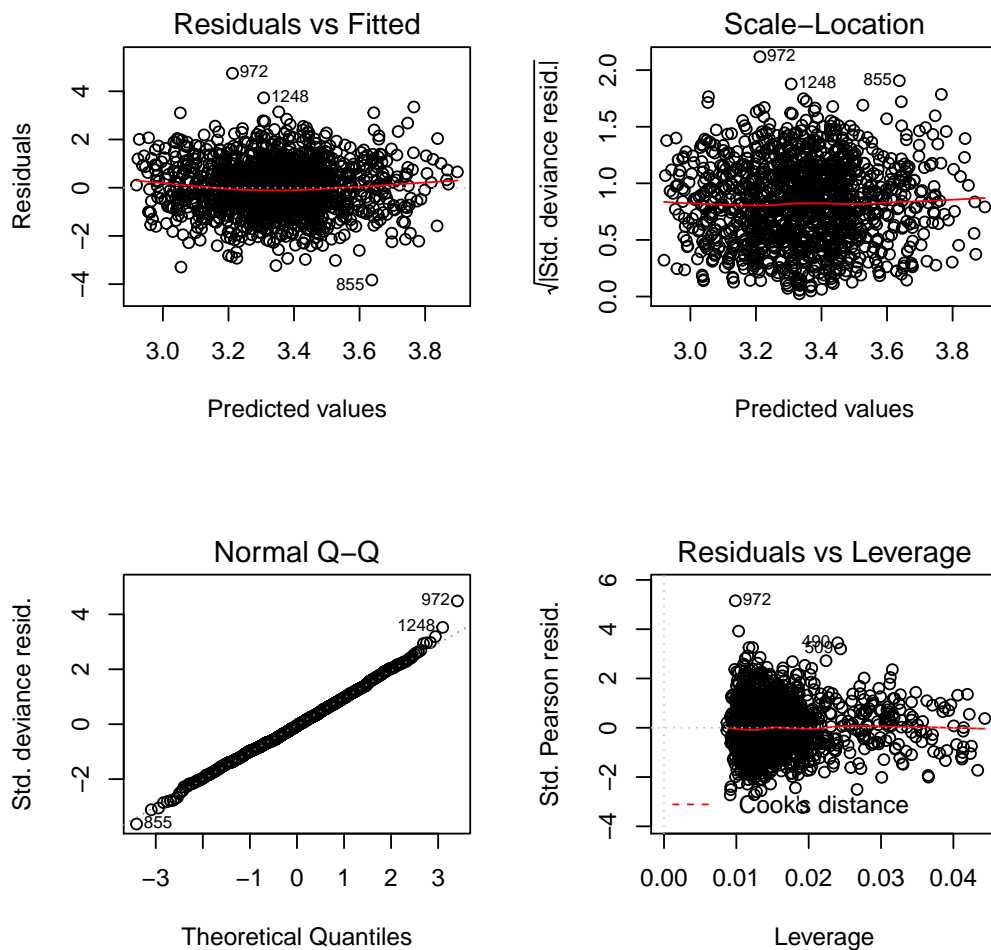 Residuals vs Fitted
Residuals
4
2
0
−2
−4
972
1248
855
3.0 3.2 3.4 3.6 3.8
Predicted values
Scale−Location
√|Std. deviance resid.|
2.0
1.5
1.0
0.5
0.0
972
1248
855
3.0 3.2 3.4 3.6 3.8
Predicted values
Normal Q−Q
Std. deviance resid.
4
2
0
−2
972
1248
855
−3 −1 0 1 2 3
Theoretical Quantiles
Residuals vs Leverage
Std. Pearson resid.
6
4
2
0
−2
−4
972
490
509
Cook's distance
0.00 0.01 0.02 0.03 0.04
Leverage